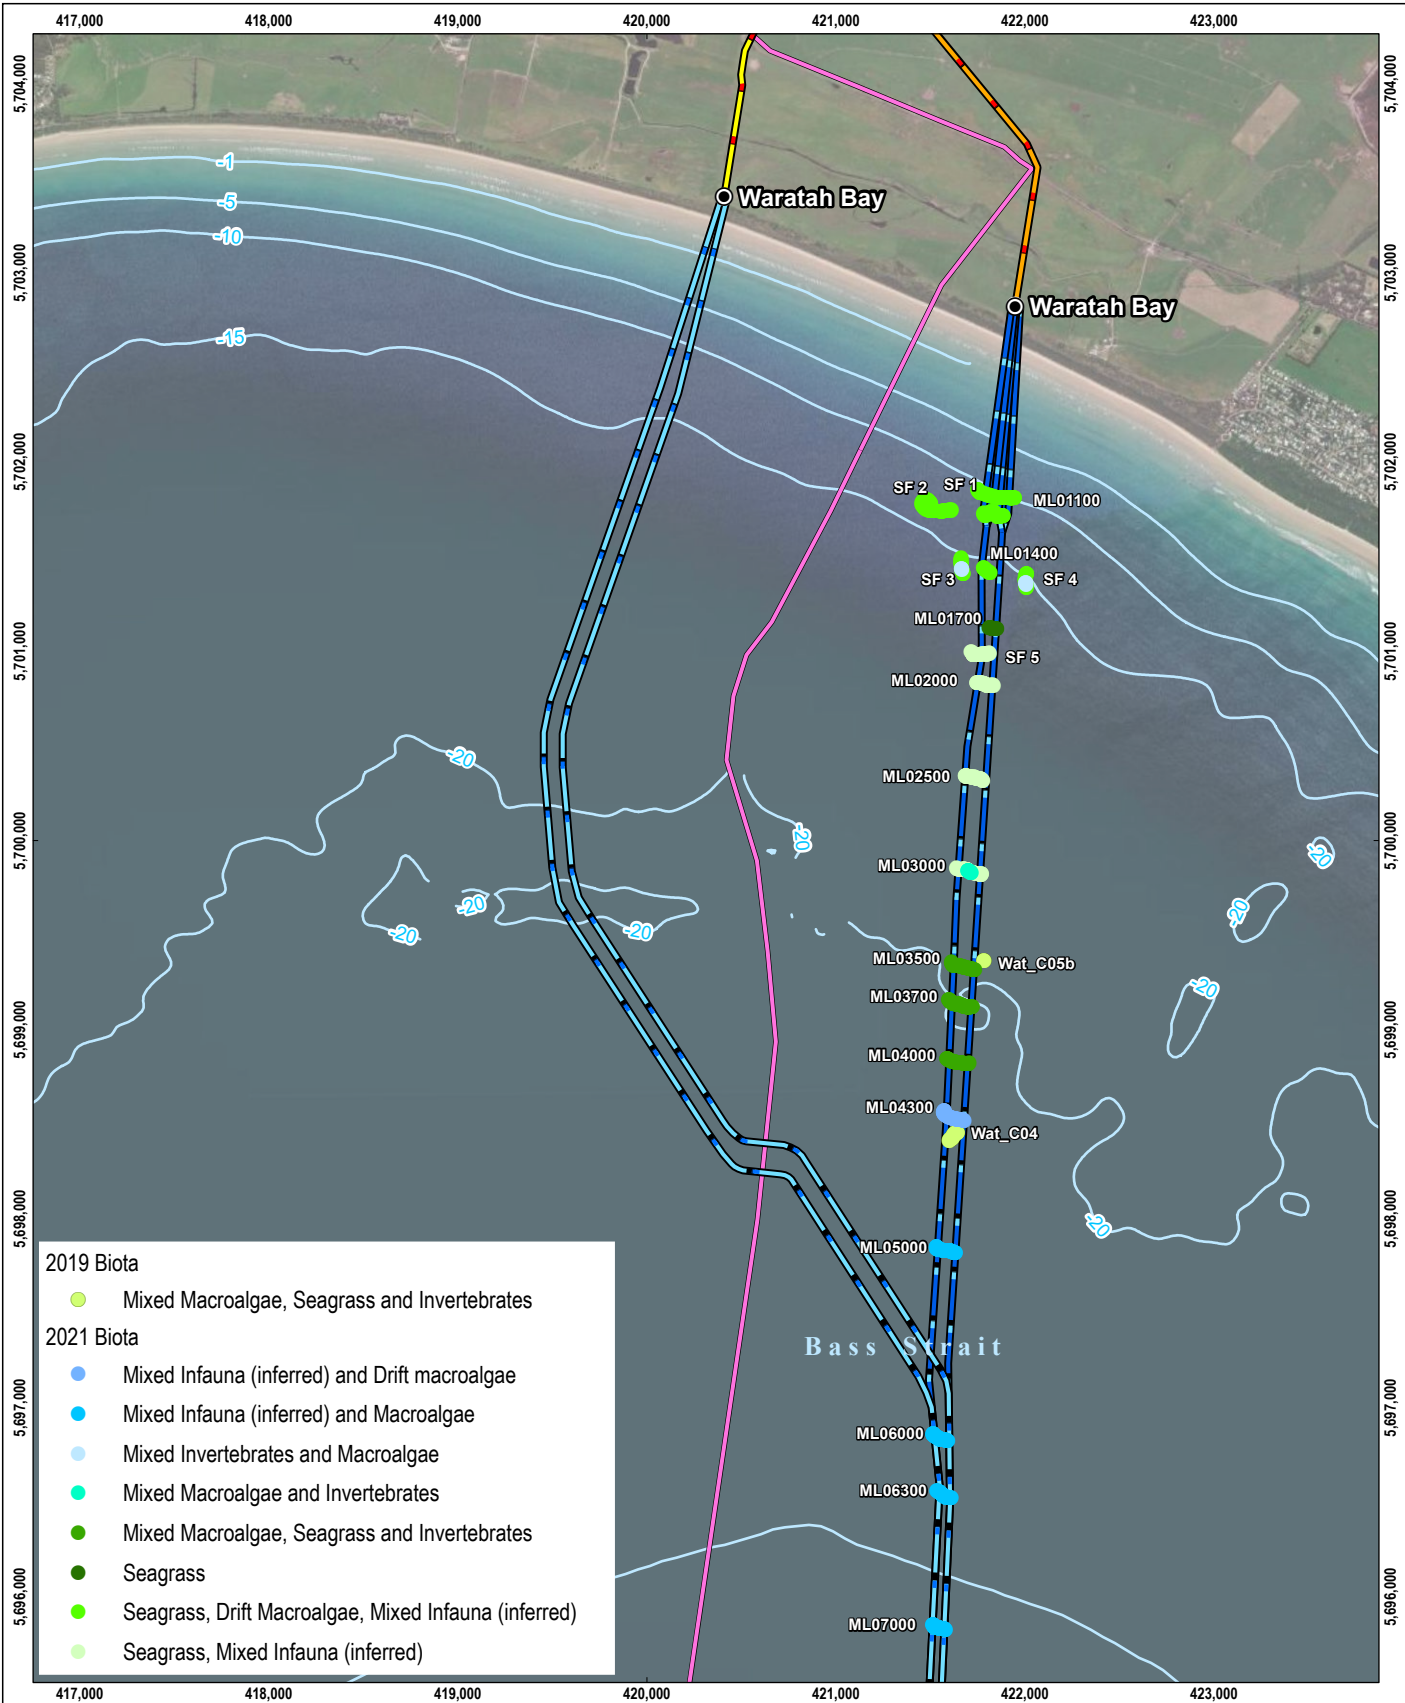 417,000 418,000 419,000 420,000 421,000 422,000 423,000
5,704,000 5,704,000
-1
Waratah Bay
-5
-10
5,703,000 5,703,000
Waratah Bay
-15
5,702,000 5,702,000
SF 2 SF 1
ML01100
ML01400
SF 3 SF 4
ML01700
5,701,000 5,701,000
SF 5
ML02000
-20
ML02500
5,700,000 -20 -20 5,700,000
ML03000
-20 -20
-20 -20
ML03500 Wat_C05b
-20
ML03700
5,699,000 5,699,000
ML04000
ML04300
Wat_C04
5,698,000 -20 5,698,000
ML05000
2019 Biota
Mixed Macroalgae, Seagrass and Invertebrates
2021 Biota
Bass Strait
Mixed Infauna (inferred) and Drift macroalgae
5,697,000 5,697,000
Mixed Infauna (inferred) and Macroalgae
ML06000
Mixed Invertebrates and Macroalgae
Mixed Macroalgae and Invertebrates
ML06300
Mixed Macroalgae, Seagrass and Invertebrates
Seagrass
5,696,000 5,696,000
Seagrass, Drift Macroalgae, Mixed Infauna (inferred)
ML07000
Seagrass, Mixed Infauna (inferred)
417,000 418,000 419,000 420,000 421,000 422,000 423,000